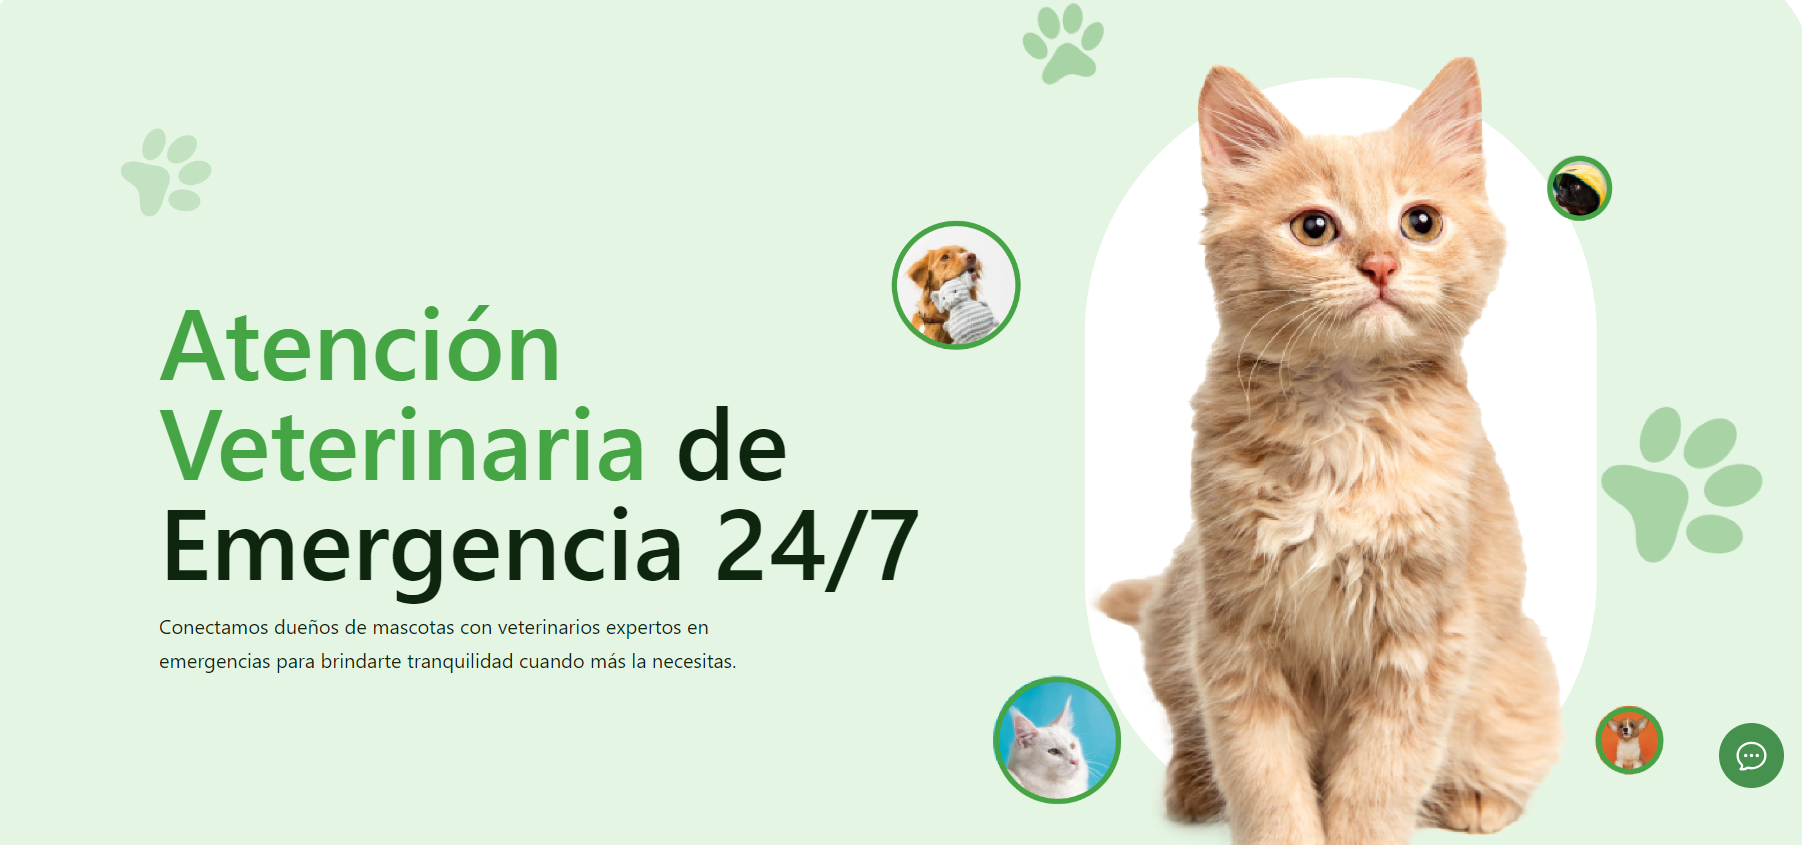 Atención
Veterinaria de
Emergencia 24/7
Conectamos dueños de mascotas con veterinarios expertos en
emergencias para brindarte tranquilidad cuando más la necesitas.